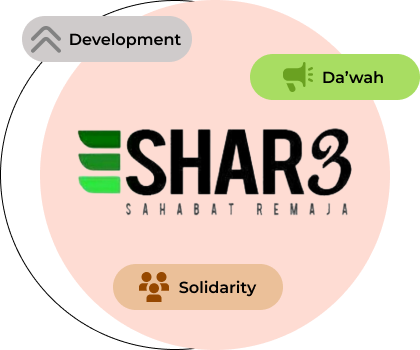 Development
Da’wah
SHAR3
SAHABAT REMAJA
Solidarity